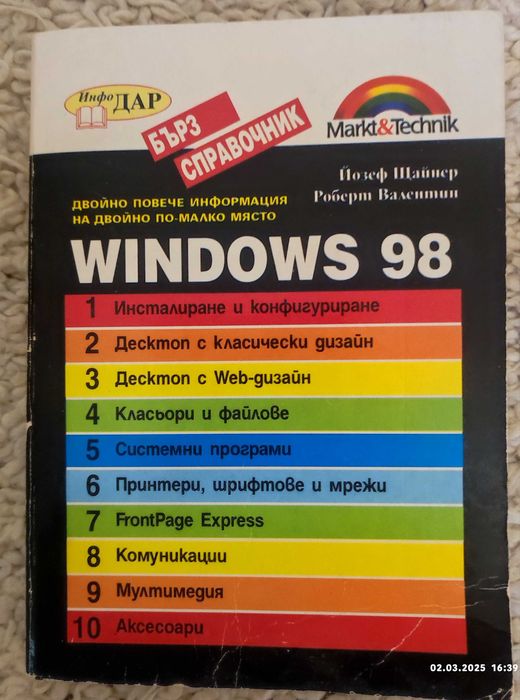 Инфо ДАР
БЪРЗ
СПРАВОЧНИК
Markt&Technik
Йозеф Щайнер
Роберт Валентин
ДВОЙНО ПОВЕЧЕ ИНФОРМАЦИЯ
НА ДВОЙНО ПО-МАЛКО МЯСТО
WINDOWS 98
1 Инсталиране и конфигуриране
2 Десктоп с класически дизайн
3 Десктоп с Web-дизайн
4 Класьори и файлове
5 Системни програми
6 Принтери, шрифтове и мрежи
7 FrontPage Express
8 Комуникации
9 Мултимедия
10 Аксесоари
02.03.2025 16:39